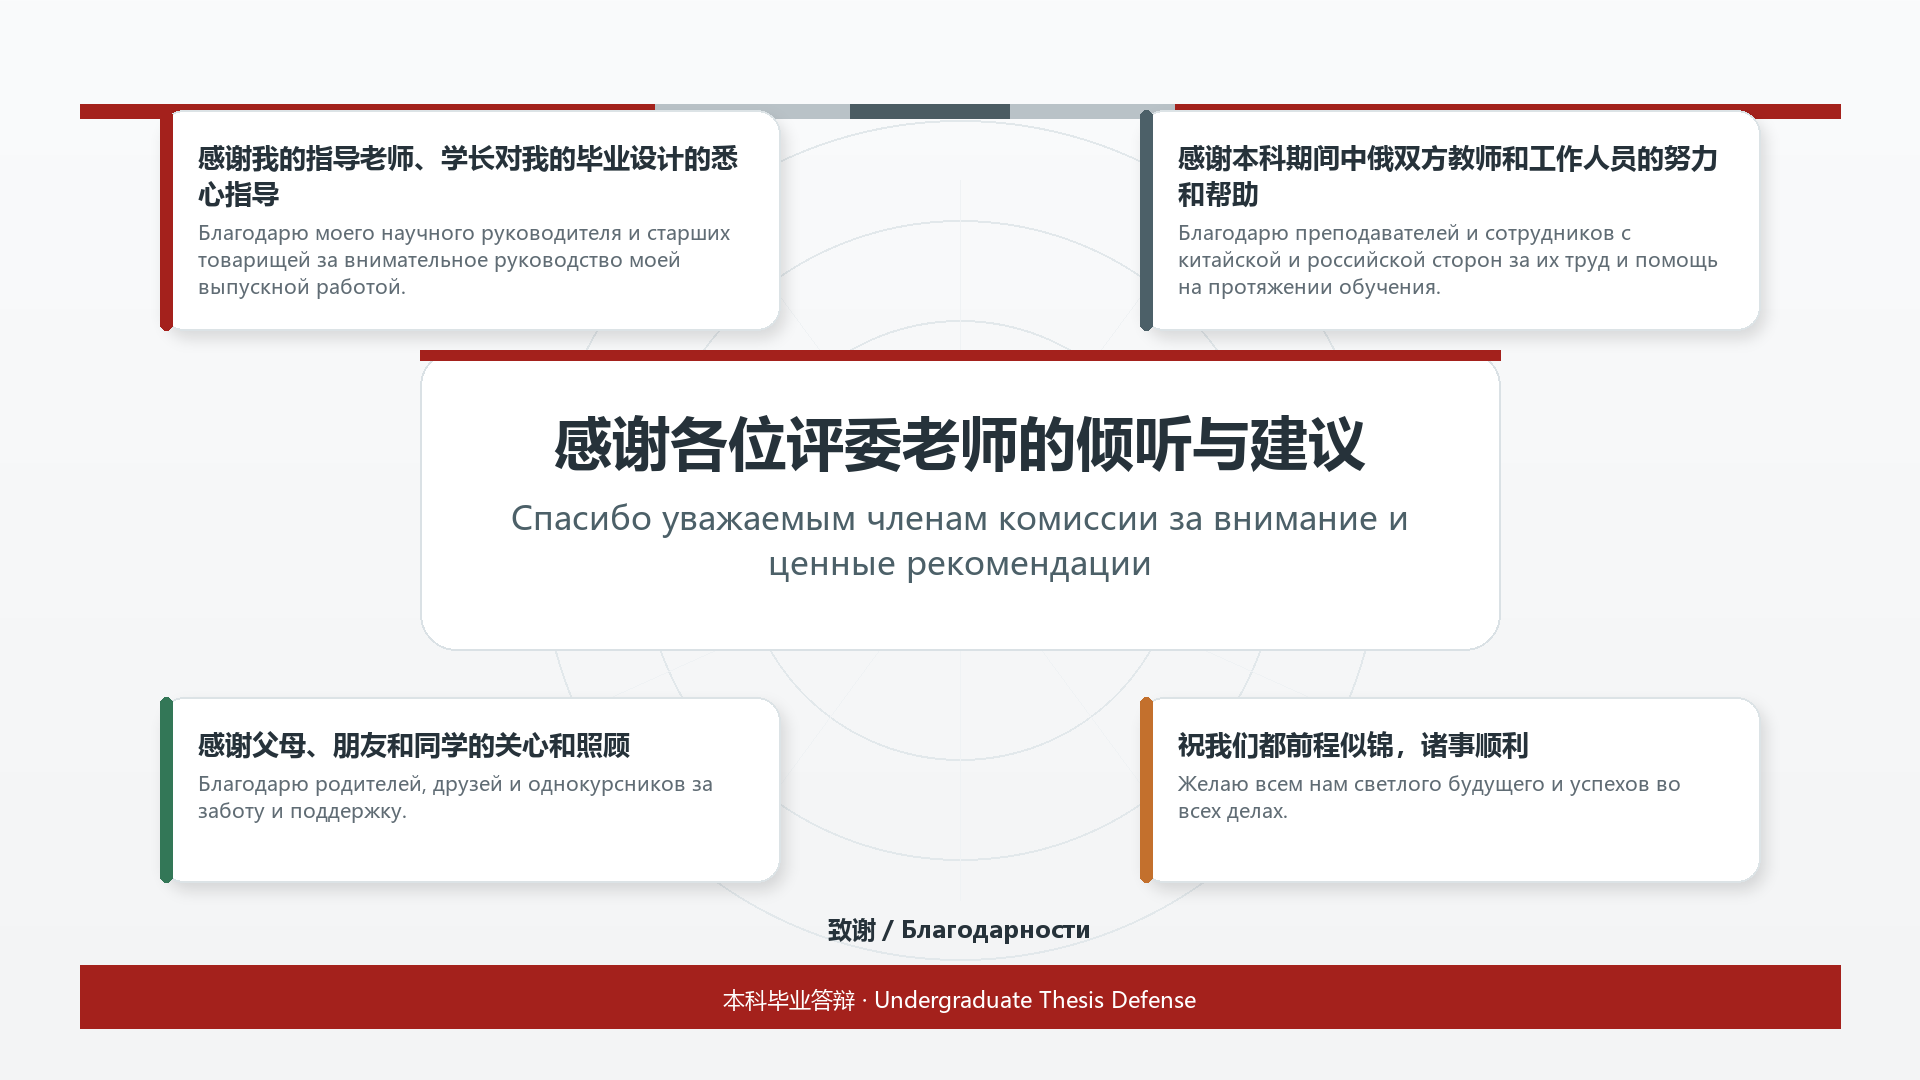 感谢我的指导老师、学长对我的毕业设计的悉
心指导
Благодарю моего научного руководителя и старших
товарищей за внимательное руководство моей
выпускной работой.
感谢本科期间中俄双方教师和工作人员的努力
和帮助
Благодарю преподавателей и сотрудников с
китайской и российской сторон за их труд и помощь
на протяжении обучения.
感谢各位评委老师的倾听与建议
Спасибо уважаемым членам комиссии за внимание и
ценные рекомендации
感谢父母、朋友和同学的关心和照顾
Благодарю родителей, друзей и однокурсников за
заботу и поддержку.
祝我们都前程似锦，诸事顺利
Желаю всем нам светлого будущего и успехов во
всех делах.
致谢 / Благодарности
本科毕业答辩 · Undergraduate Thesis Defense